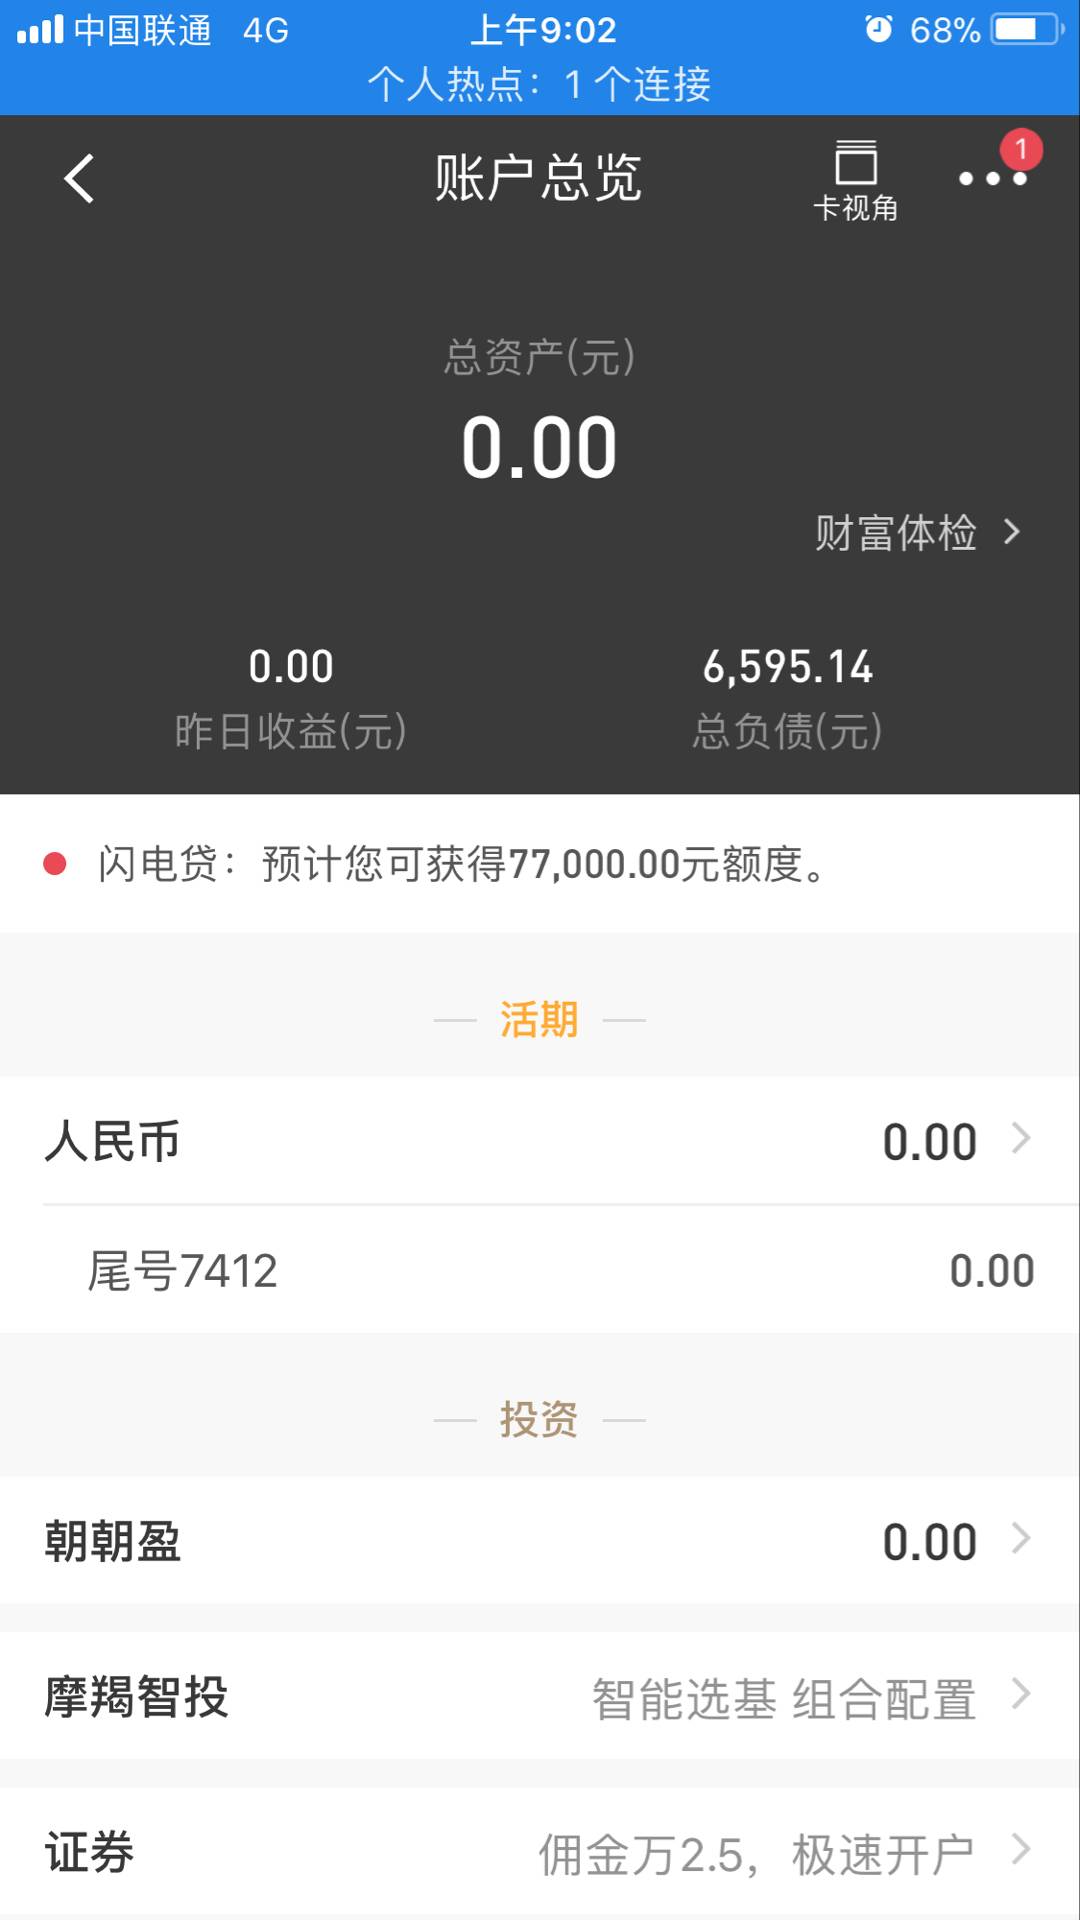 中国联通 4G 上午9:02 68%
个人热点：1 个连接
账户总览
卡视角
1
总资产(元)
0.00
财富体检
0.00 6,595.14
昨日收益(元) 总负债(元)
闪电贷：预计您可获得77,000.00元额度。
活期
人民币 0.00
尾号7412 0.00
投资
朝朝盈 0.00
摩羯智投 智能选基 组合配置
证券 佣金万2.5，极速开户